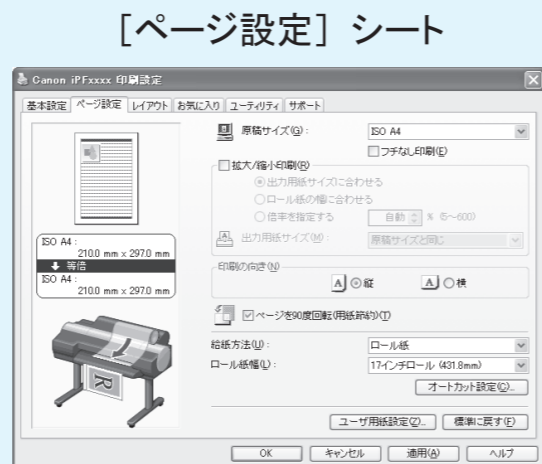 ［ページ設定］シート
Canon iPFxxxx 印刷設定
基本設定 ページ設定 レイアウト お気に入り ユーティリティ サポート
原稿サイズ(G): ISO A4
フチなし印刷(E)
拡大/縮小印刷(R)
出力用紙サイズに合わせる
ロール紙の幅に合わせる
倍率を指定する 自動 % (5～600)
出力用紙サイズ(M): 原稿サイズと同じ
ISO A4 :
210.0 mm x 297.0 mm
等倍
ISO A4 :
210.0 mm x 297.0 mm
印刷の向き(N)
A 縦 A 横
ページを90度回転(用紙節約)(T)
給紙方法(U): ロール紙
ロール紙幅(L): 17インチロール (431.8mm)
オートカット設定(C)...
R
ユーザ用紙設定(Z)... 標準に戻す(F)
OK キャンセル 適用(A) ヘルプ